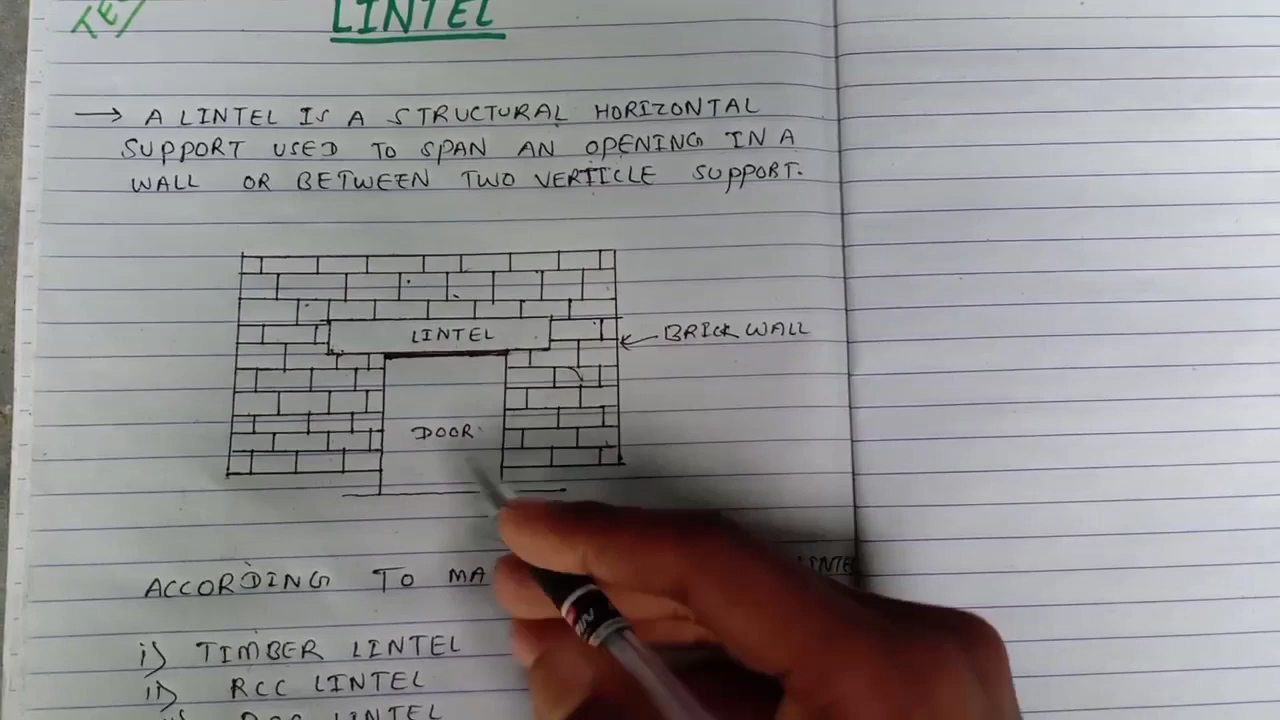 LINTEL
→ A LINTEL IS A STRUCTURAL HORIZONTAL
SUPPORT USED TO SPAN AN OPENING IN A
WALL OR BETWEEN TWO VERTICLE SUPPORT.
LINTEL
BRICK WALL
DOOR
ACCORDING TO MA
i) TIMBER LINTEL
ii) RCC LINTEL
LINTEL